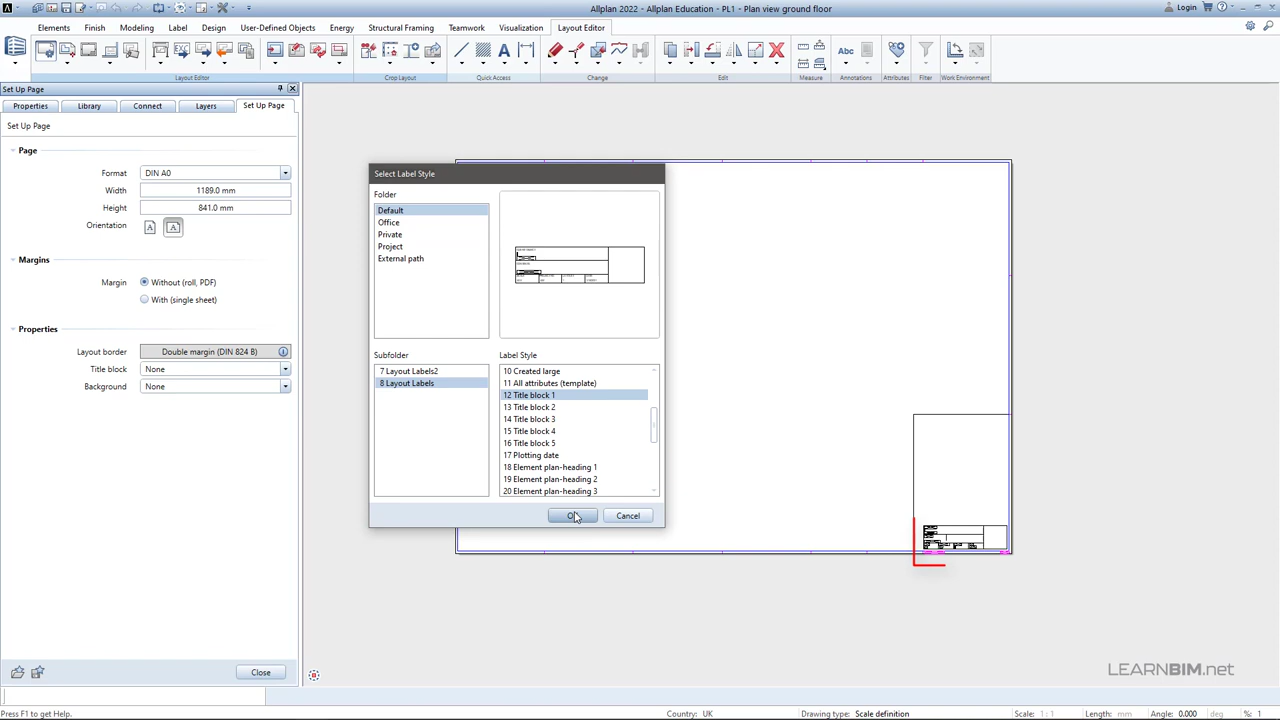 Allplan 2022 - Allplan Education - PL1 - Plan view ground floor
Login
Elements Finish Modeling Label Design User-Defined Objects Energy Structural Framing Teamwork Visualization Layout Editor
Abc
Layout Editor Crop Layout Quick Access Change Edit Measure Annotations Attributes Filter Work Environment
Set Up Page
Properties Library Connect Layers Set Up Page
Set Up Page
Page
Format DIN A0
Width 1189.0 mm
Height 841.0 mm
Orientation A A
Margins
Margin Without (roll, PDF)
With (single sheet)
Properties
Layout border Double margin (DIN 824 B)
Title block None
Background None
Close
Select Label Style
Folder
Default
Office
Private
Project
External path
Subfolder
7 Layout Labels2
8 Layout Labels
Label Style
10 Created large
11 All attributes (template)
12 Title block 1
13 Title block 2
14 Title block 3
15 Title block 4
16 Title block 5
17 Plotting date
18 Element plan-heading 1
19 Element plan-heading 2
20 Element plan-heading 3
OK Cancel
LEARNBIM.net
Press F1 to get Help. Country: UK Drawing type: Scale definition Scale: 1 : 1 Length: mm Angle: 0.000 deg %: 1